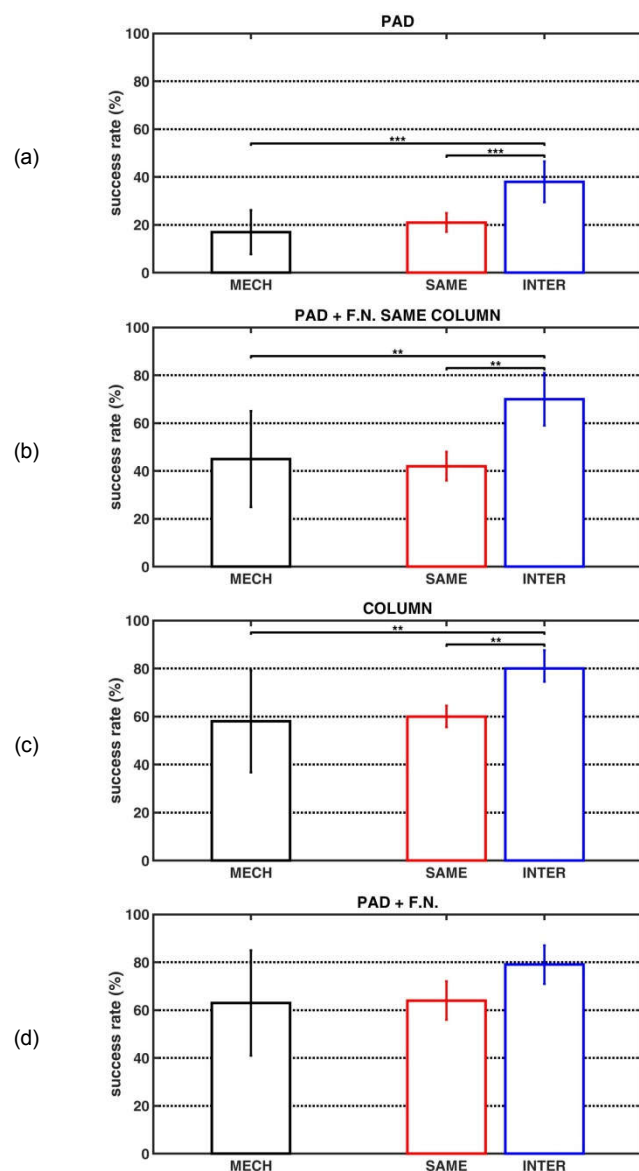 PAD
(a)
success rate (%)
100
80
60
40
20
0
***
***
MECH SAME INTER
PAD + F.N. SAME COLUMN
(b)
success rate (%)
100
80
60
40
20
0
**
**
MECH SAME INTER
COLUMN
(c)
success rate (%)
100
80
60
40
20
0
**
**
MECH SAME INTER
PAD + F.N.
(d)
success rate (%)
100
80
60
40
20
0
MECH SAME INTER